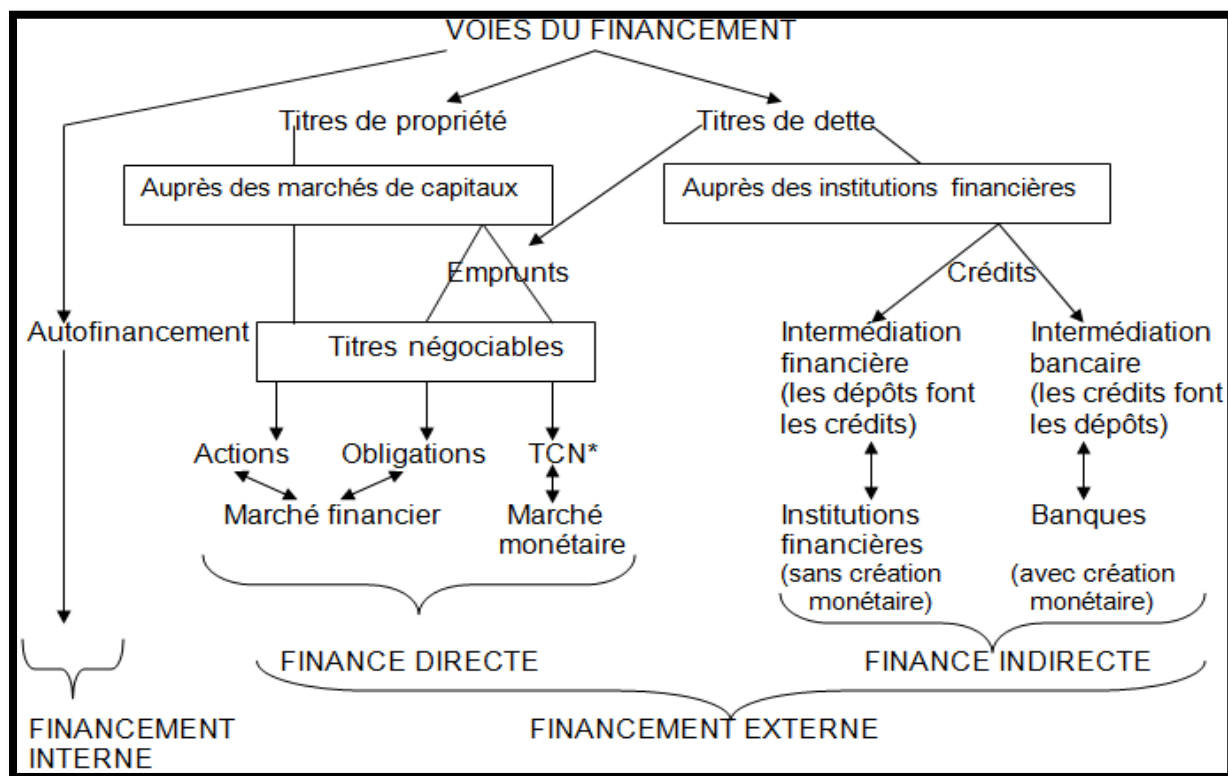 VOIES DU FINANCEMENT
Titres de propriété
Titres de dette
Auprès des marchés de capitaux
Auprès des institutions financières
Emprunts
Crédits
Autofinancement
Titres négociables
Intermédiation
financière
(les dépôts font
les crédits)
Intermédiation
bancaire
(les crédits font
les dépôts)
Actions
Obligations
TCN*
Marché financier
Marché
monétaire
Institutions
financières
(sans création
monétaire)
Banques
(avec création
monétaire)
FINANCE DIRECTE
FINANCE INDIRECTE
FINANCEMENT
INTERNE
FINANCEMENT EXTERNE